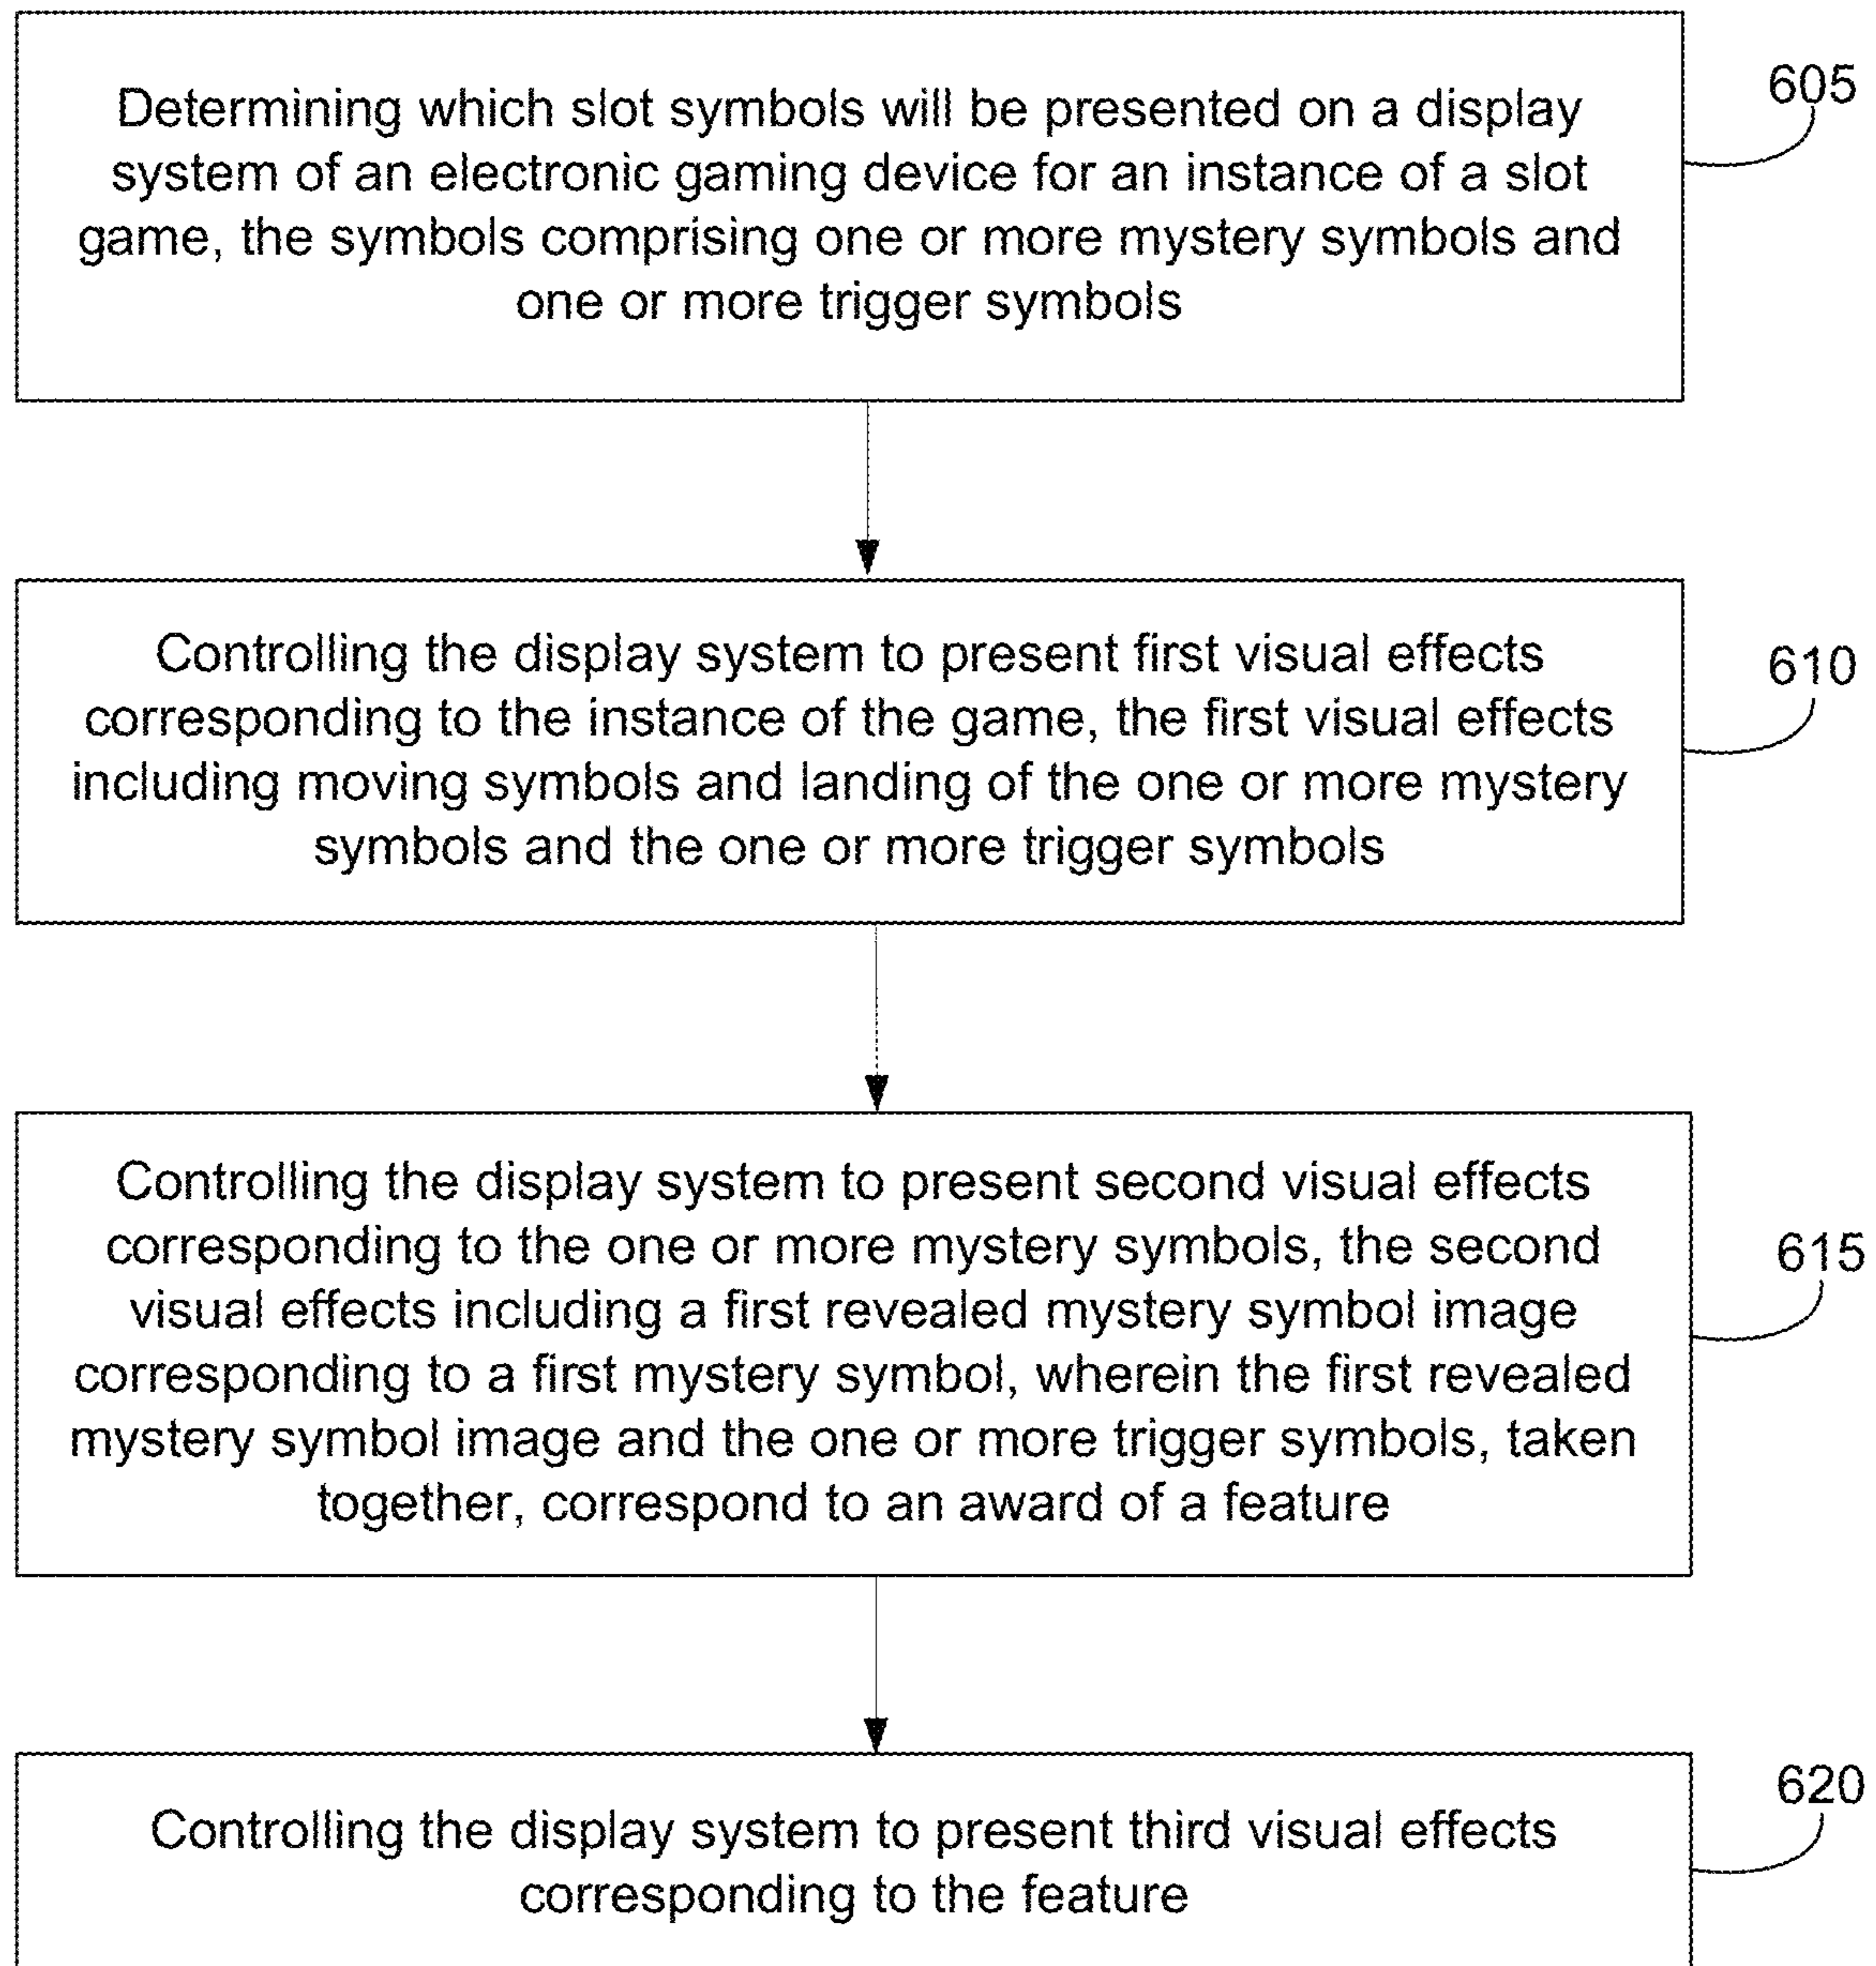 Determining which slot symbols will be presented on a display
system of an electronic gaming device for an instance of a slot
game, the symbols comprising one or more mystery symbols and
one or more trigger symbols
605
Controlling the display system to present first visual effects
corresponding to the instance of the game, the first visual effects
including moving symbols and landing of the one or more mystery
symbols and the one or more trigger symbols
610
Controlling the display system to present second visual effects
corresponding to the one or more mystery symbols, the second
visual effects including a first revealed mystery symbol image
corresponding to a first mystery symbol, wherein the first revealed
mystery symbol image and the one or more trigger symbols, taken
together, correspond to an award of a feature
615
Controlling the display system to present third visual effects
corresponding to the feature
620